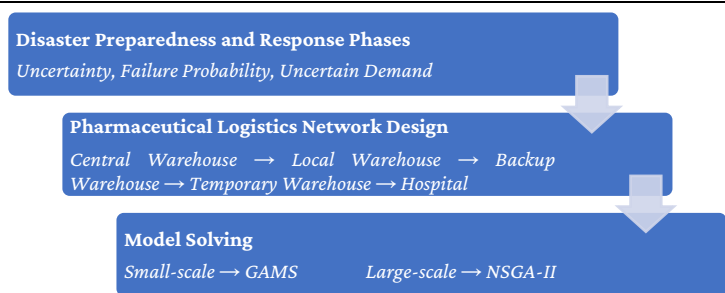 Disaster Preparedness and Response Phases
Uncertainty, Failure Probability, Uncertain Demand
Pharmaceutical Logistics Network Design
Central Warehouse → Local Warehouse → Backup
Warehouse → Temporary Warehouse → Hospital
Model Solving
Small-scale → GAMS Large-scale → NSGA-II